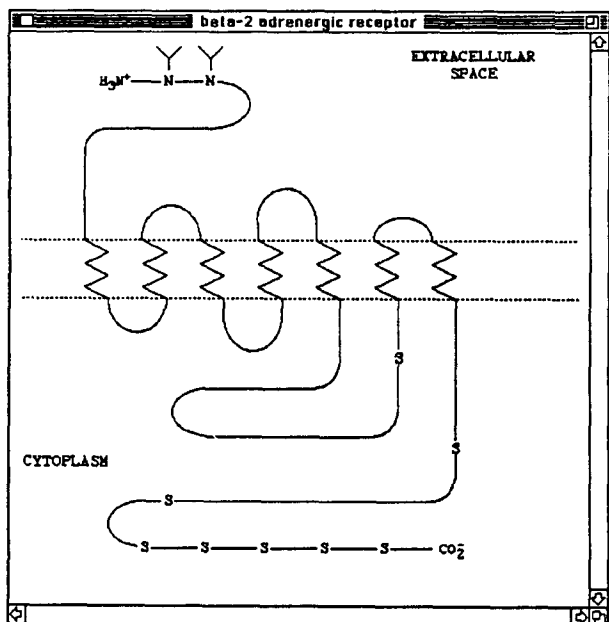 beta-2 adrenergic receptor
EXTRACELLULAR
SPACE
H₃N⁺ N N
S
CYTOPLASM
S
S
S S S S S CO₂⁻